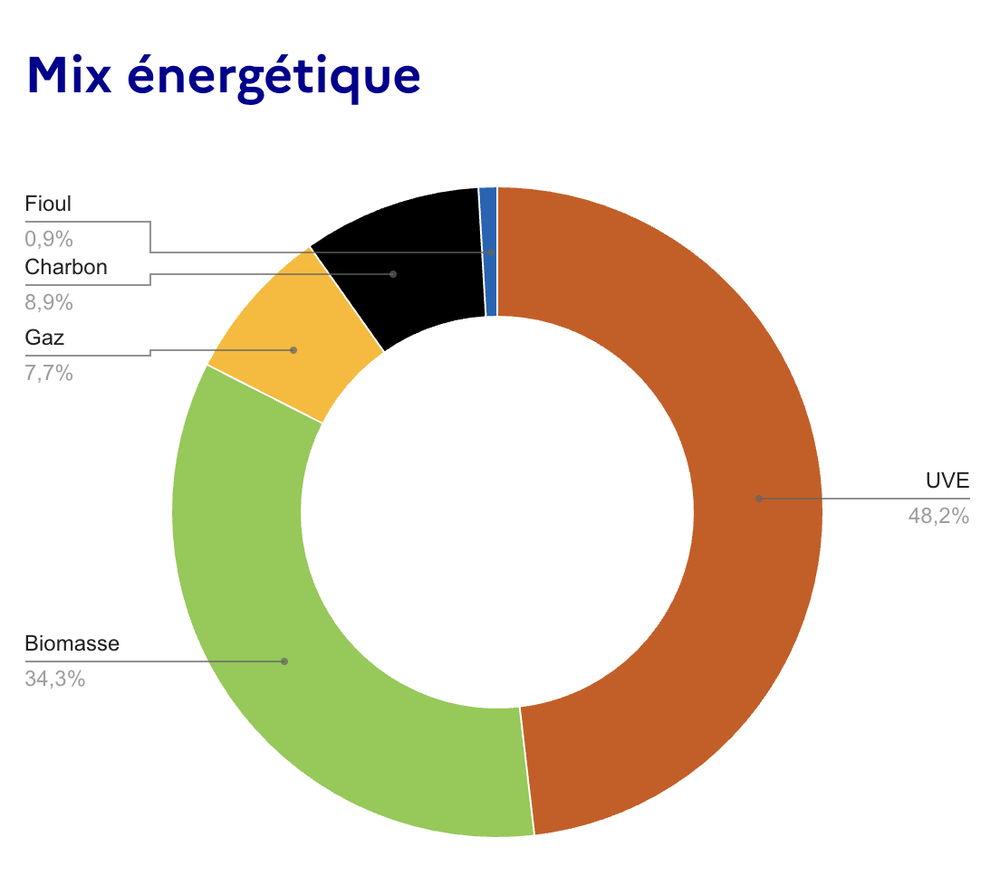 Mix énergétique
Fioul
0,9%
Charbon
8,9%
Gaz
7,7%
UVE
48,2%
Biomasse
34,3%